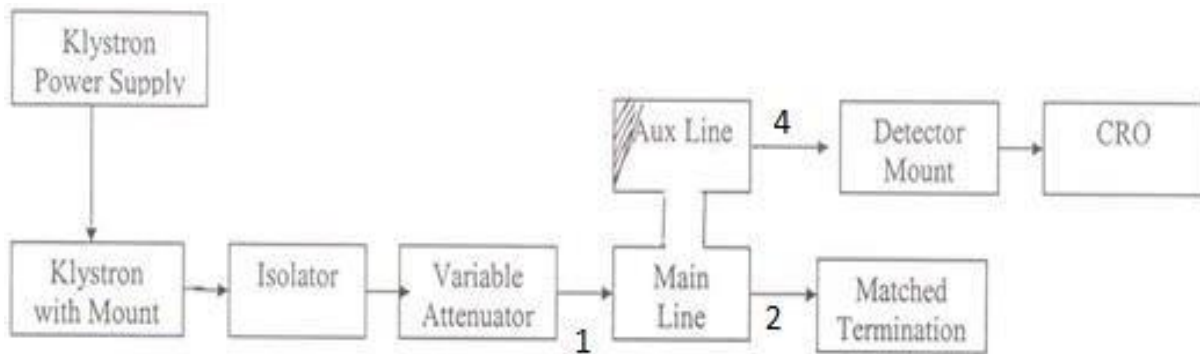 Klystron
Power Supply
Aux Line
4
Detector
Mount
CRO
Klystron
with Mount
Isolator
Variable
Attenuator
1
Main
Line
2
Matched
Termination